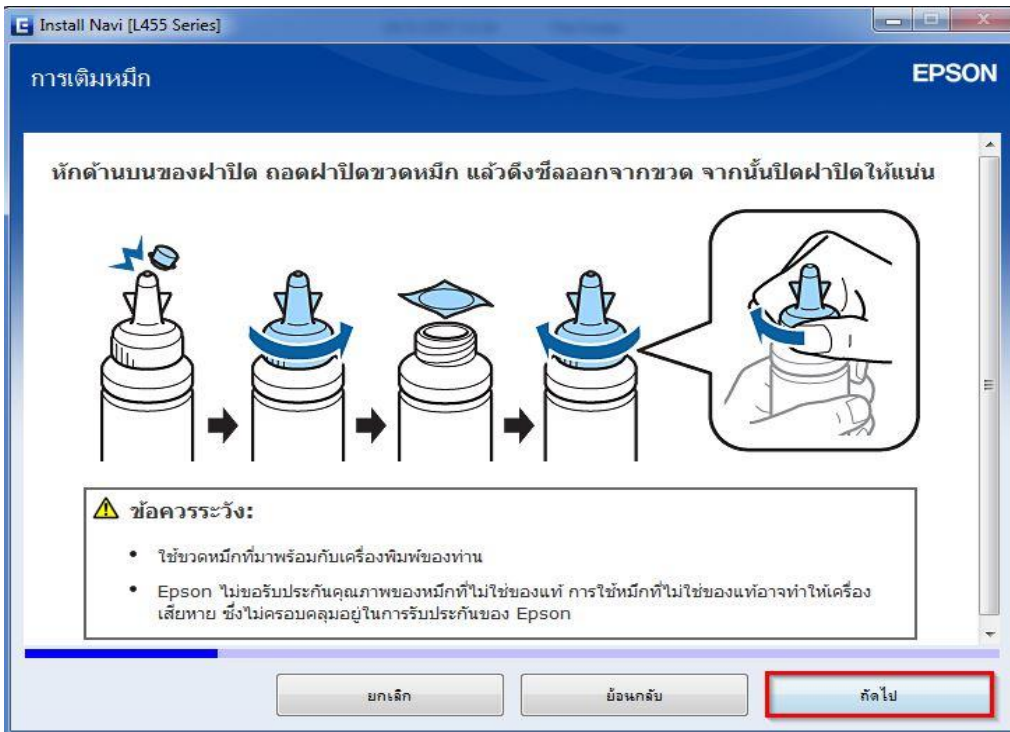 Install Navi [L455 Series]
การเติมหมึก
EPSON
หักด้านบนของฝาปิด ถอดฝาปิดขวดหมึก แล้วดึงซีลออกจากขวด จากนั้นปิดฝาปิดให้แน่น
ข้อควรระวัง:
• ใช้ขวดหมึกที่มาพร้อมกับเครื่องพิมพ์ของท่าน
• Epson ไม่ขอรับประกันคุณภาพของหมึกที่ไม่ใช่ของแท้ การใช้หมึกที่ไม่ใช่ของแท้อาจทำให้เครื่อง
เสียหาย ซึ่งไม่ครอบคลุมอยู่ในการรับประกันของ Epson
ยกเลิก
ย้อนกลับ
ถัดไป